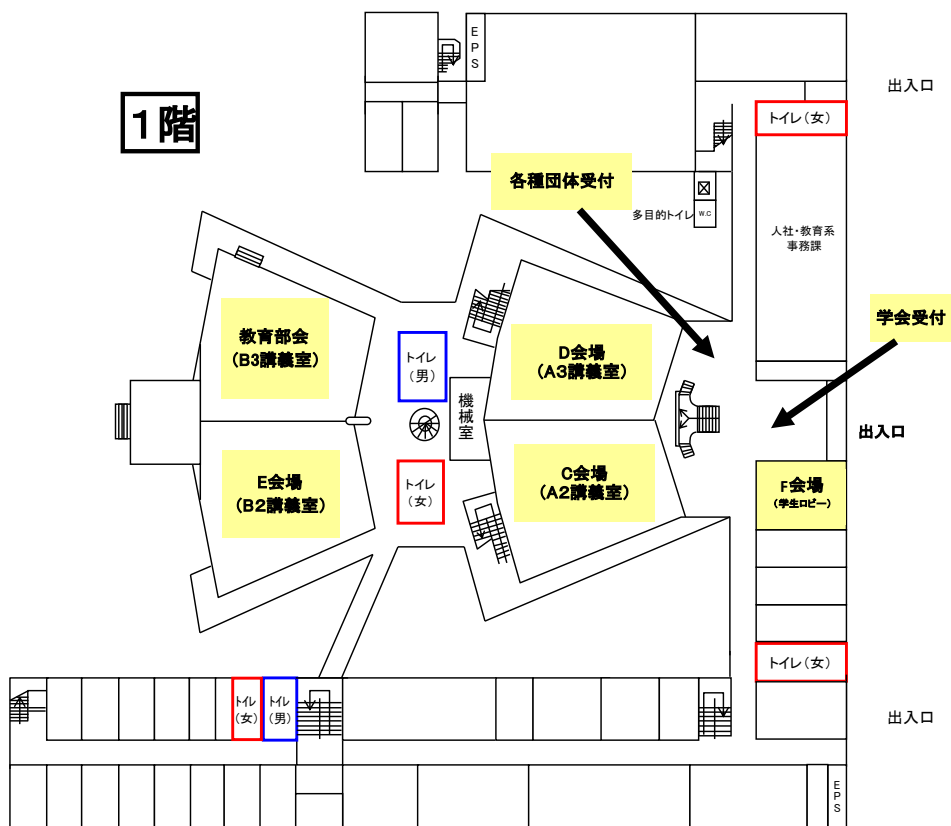 1階
EPS
出入口
トイレ(女)
各種団体受付
多目的トイレ
W.C
人社・教育系
事務課
学会受付
教育部会
(B3講義室)
トイレ
(男)
D会場
(A3講義室)
機械室
出入口
E会場
(B2講義室)
トイレ
(女)
C会場
(A2講義室)
F会場
(学生ロビー)
トイレ(女)
トイレ
(女)
トイレ
(男)
出入口
EPS